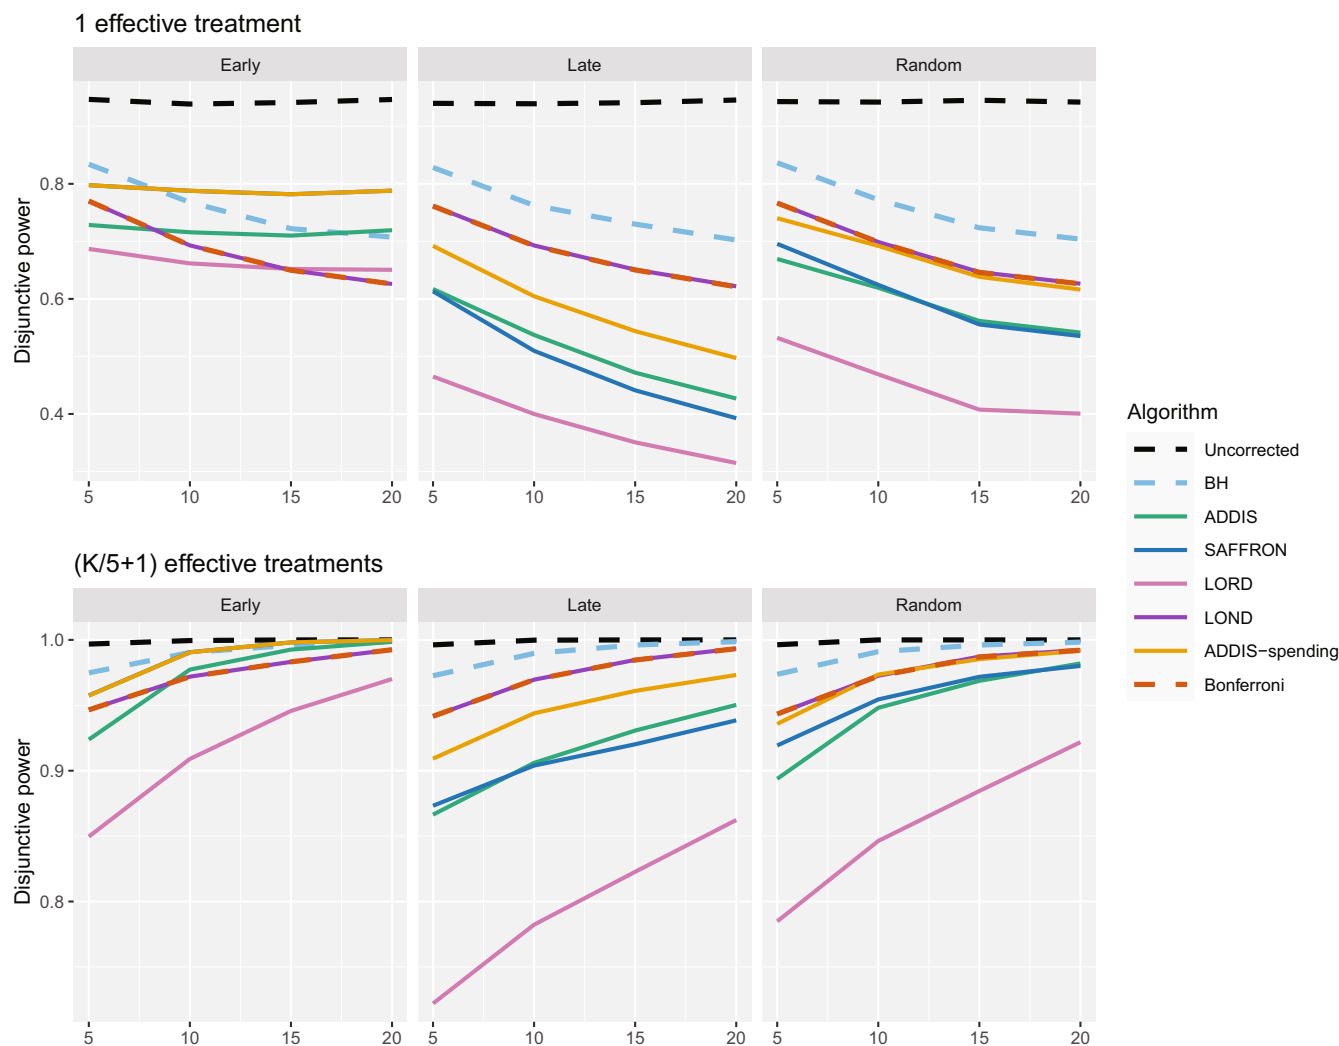 1 effective treatment
Early
Late
Random
Disjunctive power
0.8
0.6
0.4
5 10 15 20
5 10 15 20
5 10 15 20
(K/5+1) effective treatments
Early
Late
Random
Disjunctive power
1.0
0.9
0.8
5 10 15 20
5 10 15 20
5 10 15 20
Algorithm
Uncorrected
BH
ADDIS
SAFFRON
LORD
LOND
ADDIS−spending
Bonferroni